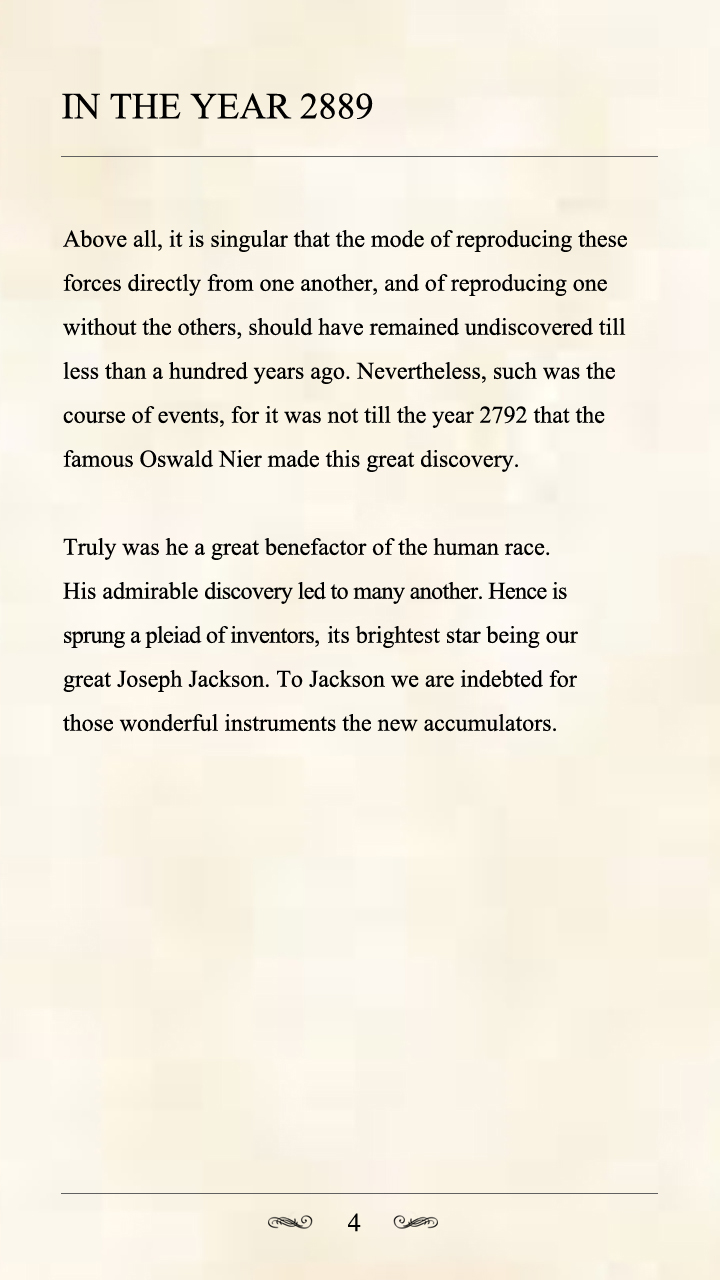 IN THE YEAR 2889
Above all, it is singular that the mode of reproducing these
forces directly from one another, and of reproducing one
without the others, should have remained undiscovered till
less than a hundred years ago. Nevertheless, such was the
course of events, for it was not till the year 2792 that the
famous Oswald Nier made this great discovery.
Truly was he a great benefactor of the human race.
His admirable discovery led to many another. Hence is
sprung a pleiad of inventors, its brightest star being our
great Joseph Jackson. To Jackson we are indebted for
those wonderful instruments the new accumulators.
4